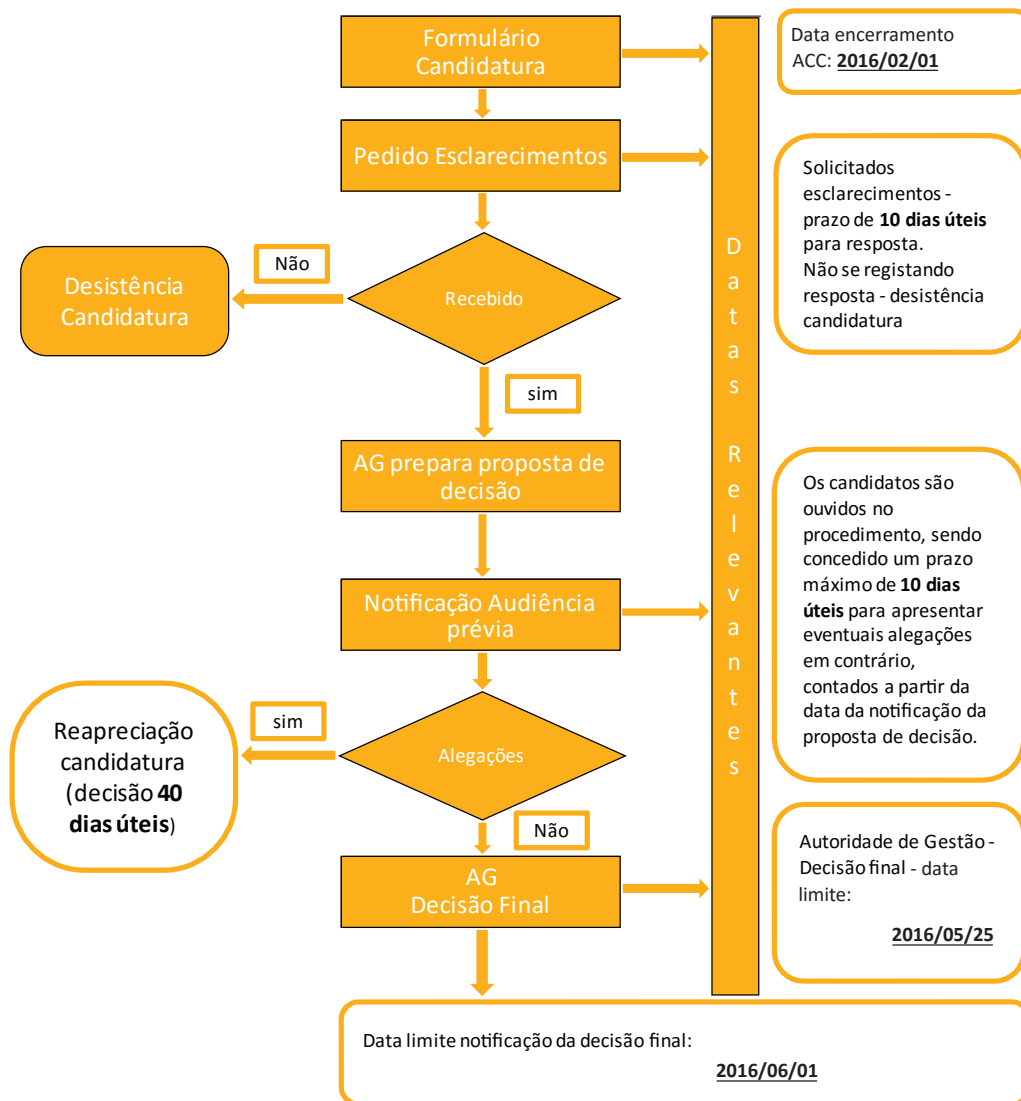 Formulário
Candidatura
Data encerramento
ACC: 2016/02/01
Pedido Esclarecimentos
Solicitados
esclarecimentos -
prazo de 10 dias úteis
para resposta.
Não se registando
resposta - desistência
candidatura
Não
Desistência
Candidatura
Recebido
sim
Datas Relevantes
AG prepara proposta de
decisão
Os candidatos são
ouvidos no
procedimento, sendo
concedido um prazo
máximo de 10 dias
úteis para apresentar
eventuais alegações
em contrário,
contados a partir da
data da notificação da
proposta de decisão.
Notificação Audiência
prévia
sim
Reapreciação
candidatura
(decisão 40
dias úteis)
Alegações
Não
AG
Decisão Final
Autoridade de Gestão -
Decisão final - data
limite:
2016/05/25
Data limite notificação da decisão final:
2016/06/01